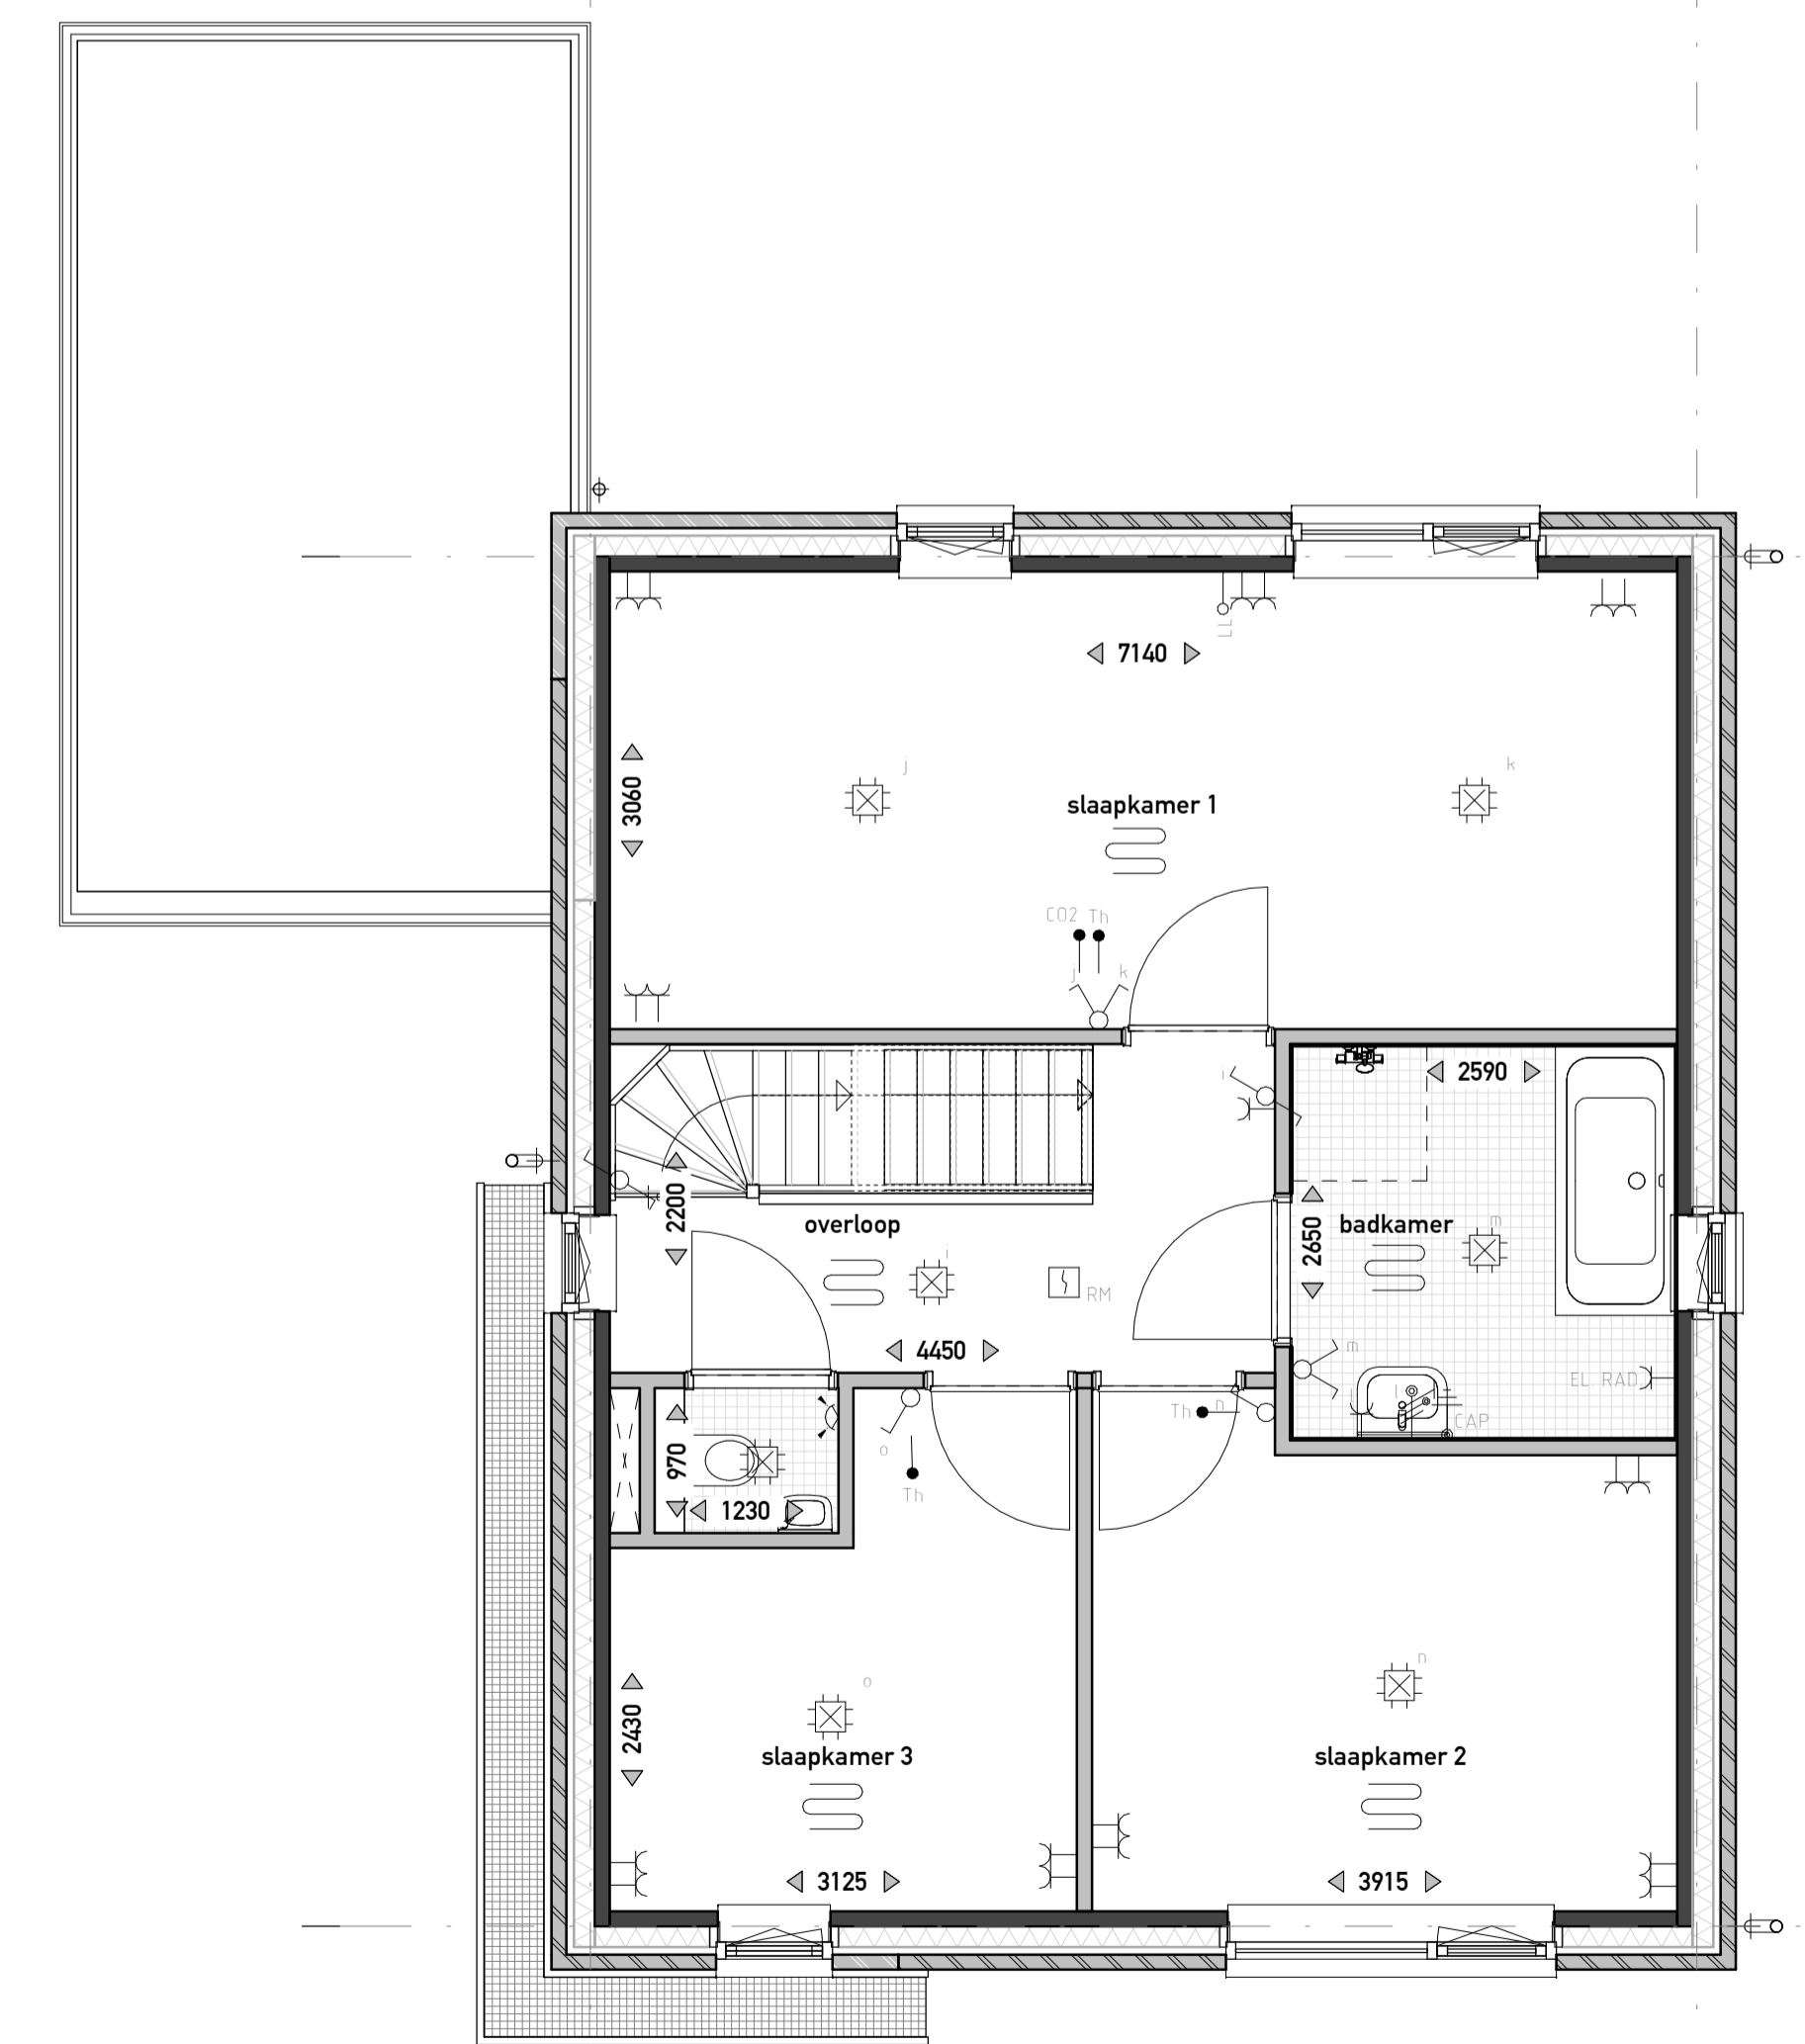 LL
7140
j
k
3060
slaapkamer 1
CO2 Th
j k
i
2590
2200
overloop
2650
badkamer
m
i
RM
4450
m
EL. RAD
l
CAP
Th n
970
o
1230
Th
o
n
2430
slaapkamer 3
slaapkamer 2
3125
3915